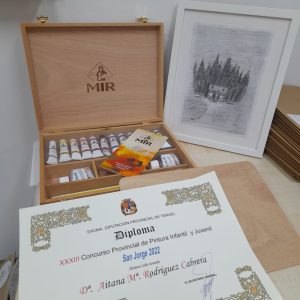 MIR
MIR
EXCMA. DIPUTACIÓN PROVINCIAL DE TERUEL
Diploma
XXXIII Concurso Provincial de Pintura Infantil y Juvenil
San Jorge 2022
Dª. Aitana Mª. Rodríguez Cabrera